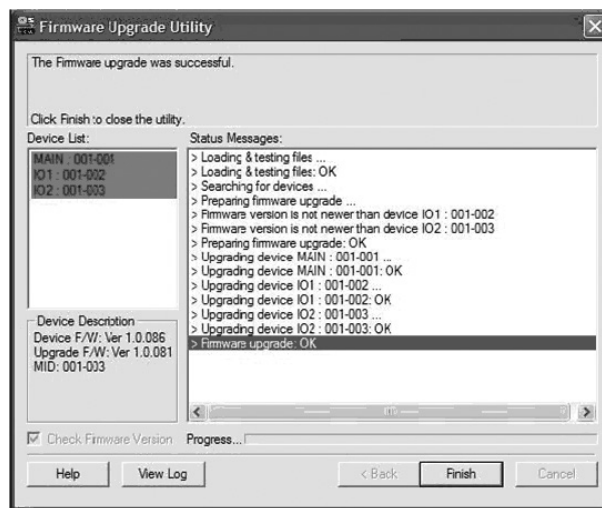 Firmware Upgrade Utility
The Firmware upgrade was successful.
Click Finish to close the utility.
Device List:
MAIN : 001-001
IO1 : 001-002
IO2 : 001-003
Status Messages:
> Loading & testing files ...
> Loading & testing files: OK
> Searching for devices ...
> Preparing firmware upgrade ...
> Firmware version is not newer than device IO1 : 001-002
> Firmware version is not newer than device IO2 : 001-003
> Preparing firmware upgrade: OK
> Upgrading device MAIN : 001-001 ...
> Upgrading device MAIN : 001-001: OK
> Upgrading device IO1 : 001-002 ...
> Upgrading device IO1 : 001-002: OK
> Upgrading device IO2 : 001-003 ...
> Upgrading device IO2 : 001-003: OK
> Firmware upgrade: OK
Device Description
Device F/W: Ver 1.0.086
Upgrade F/W: Ver 1.0.081
MID: 001-003
Check Firmware Version
Progress...
Help
View Log
< Back
Finish
Cancel